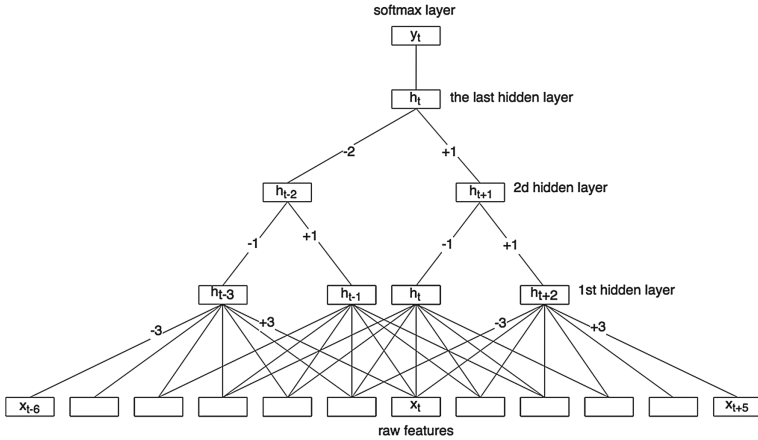 softmax layer
yt
ht
the last hidden layer
-2
+1
ht-2
ht+1
2d hidden layer
-1
+1
-1
+1
ht-3
ht-1
ht
ht+2
1st hidden layer
-3
+3
-3
+3
xt-6
xt
xt+5
raw features